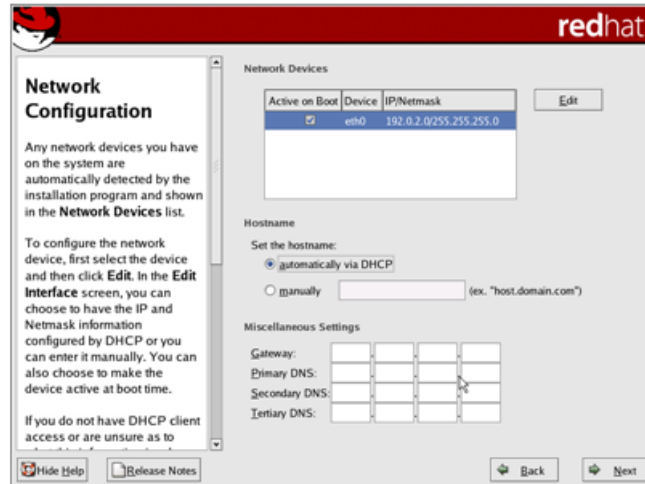 redhat
Network
Configuration
Any network devices you have
on the system are
automatically detected by the
installation program and shown
in the Network Devices list.
To configure the network
device, first select the device
and then click Edit. In the Edit
Interface screen, you can
choose to have the IP and
Netmask information
configured by DHCP or you
can enter it manually. You can
also choose to make the
device active at boot time.
If you do not have DHCP client
access or are unsure as to
Network Devices
Active on Boot Device IP/Netmask
eth0 192.0.2.0/255.255.255.0
Edit
Hostname
Set the hostname:
automatically via DHCP
manually (ex. "host.domain.com")
Miscellaneous Settings
Gateway:
Primary DNS:
Secondary DNS:
Tertiary DNS:
Hide Help Release Notes Back Next